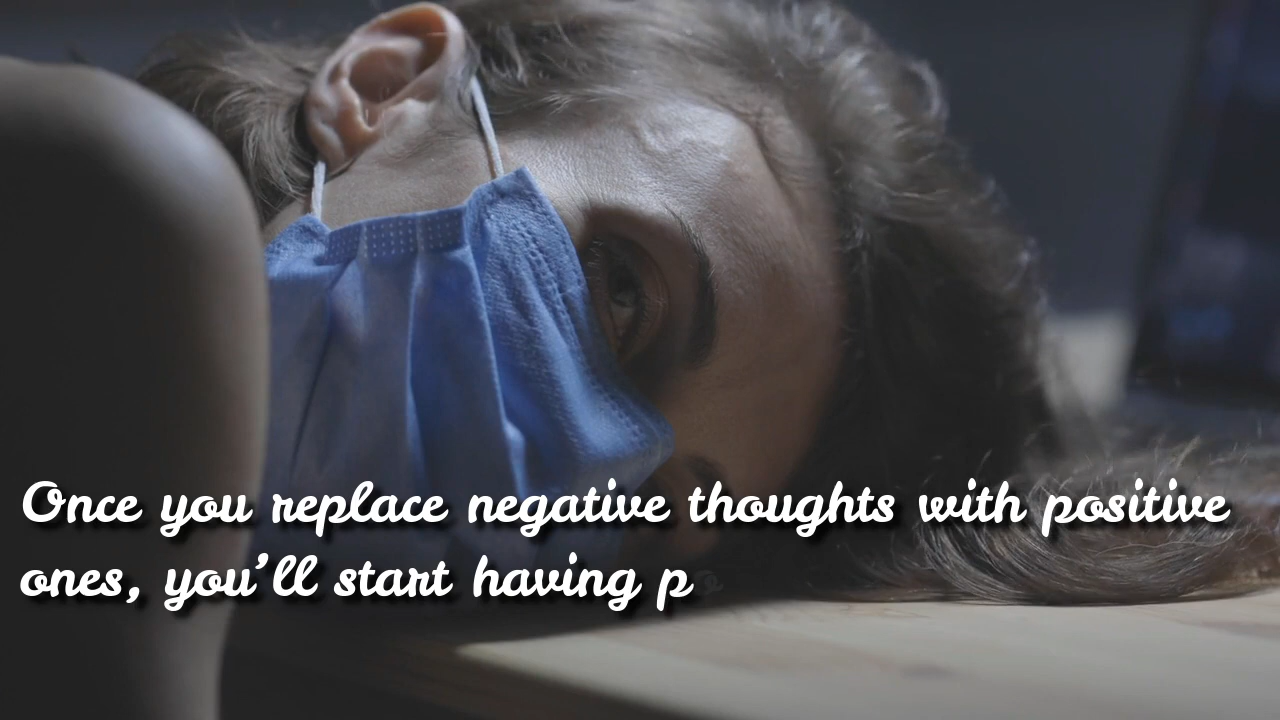 Once you replace negative thoughts with positive
ones, you’ll start having p